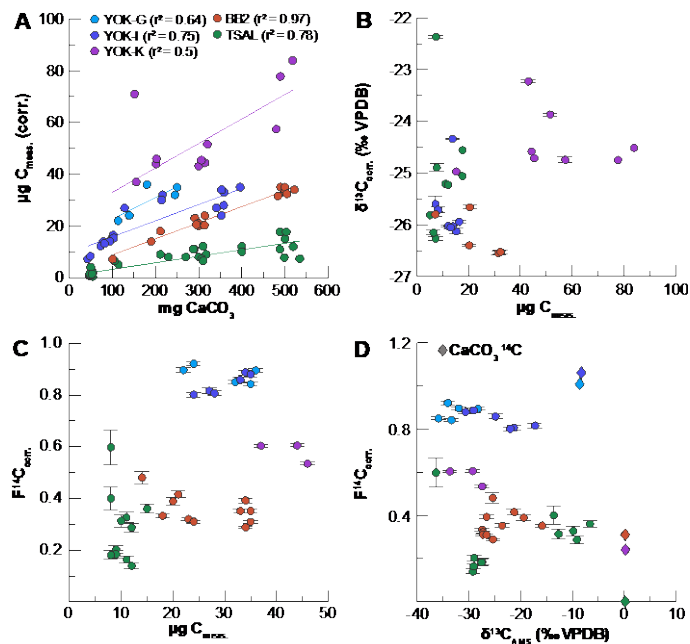 A
YOK-G (r² = 0.64)
BB2 (r² = 0.97)
YOK-I (r² = 0.75)
TSAL (r² = 0.78)
YOK-K (r² = 0.5)
100
80
60
40
20
0
µg C meas. (corr.)
0 100 200 300 400 500 600
mg CaCO3
B
-22
-23
-24
-25
-26
-27
δ13C corr. (‰ VPDB)
0 20 40 60 80 100
µg C meas.
C
1.0
0.8
0.6
0.4
0.2
F14C corr.
0 10 20 30 40 50
µg C meas.
D
CaCO3 14C
1.2
0.8
0.4
0.0
F14C corr.
-40 -30 -20 -10 0 10
δ13C AMS (‰ VPDB)